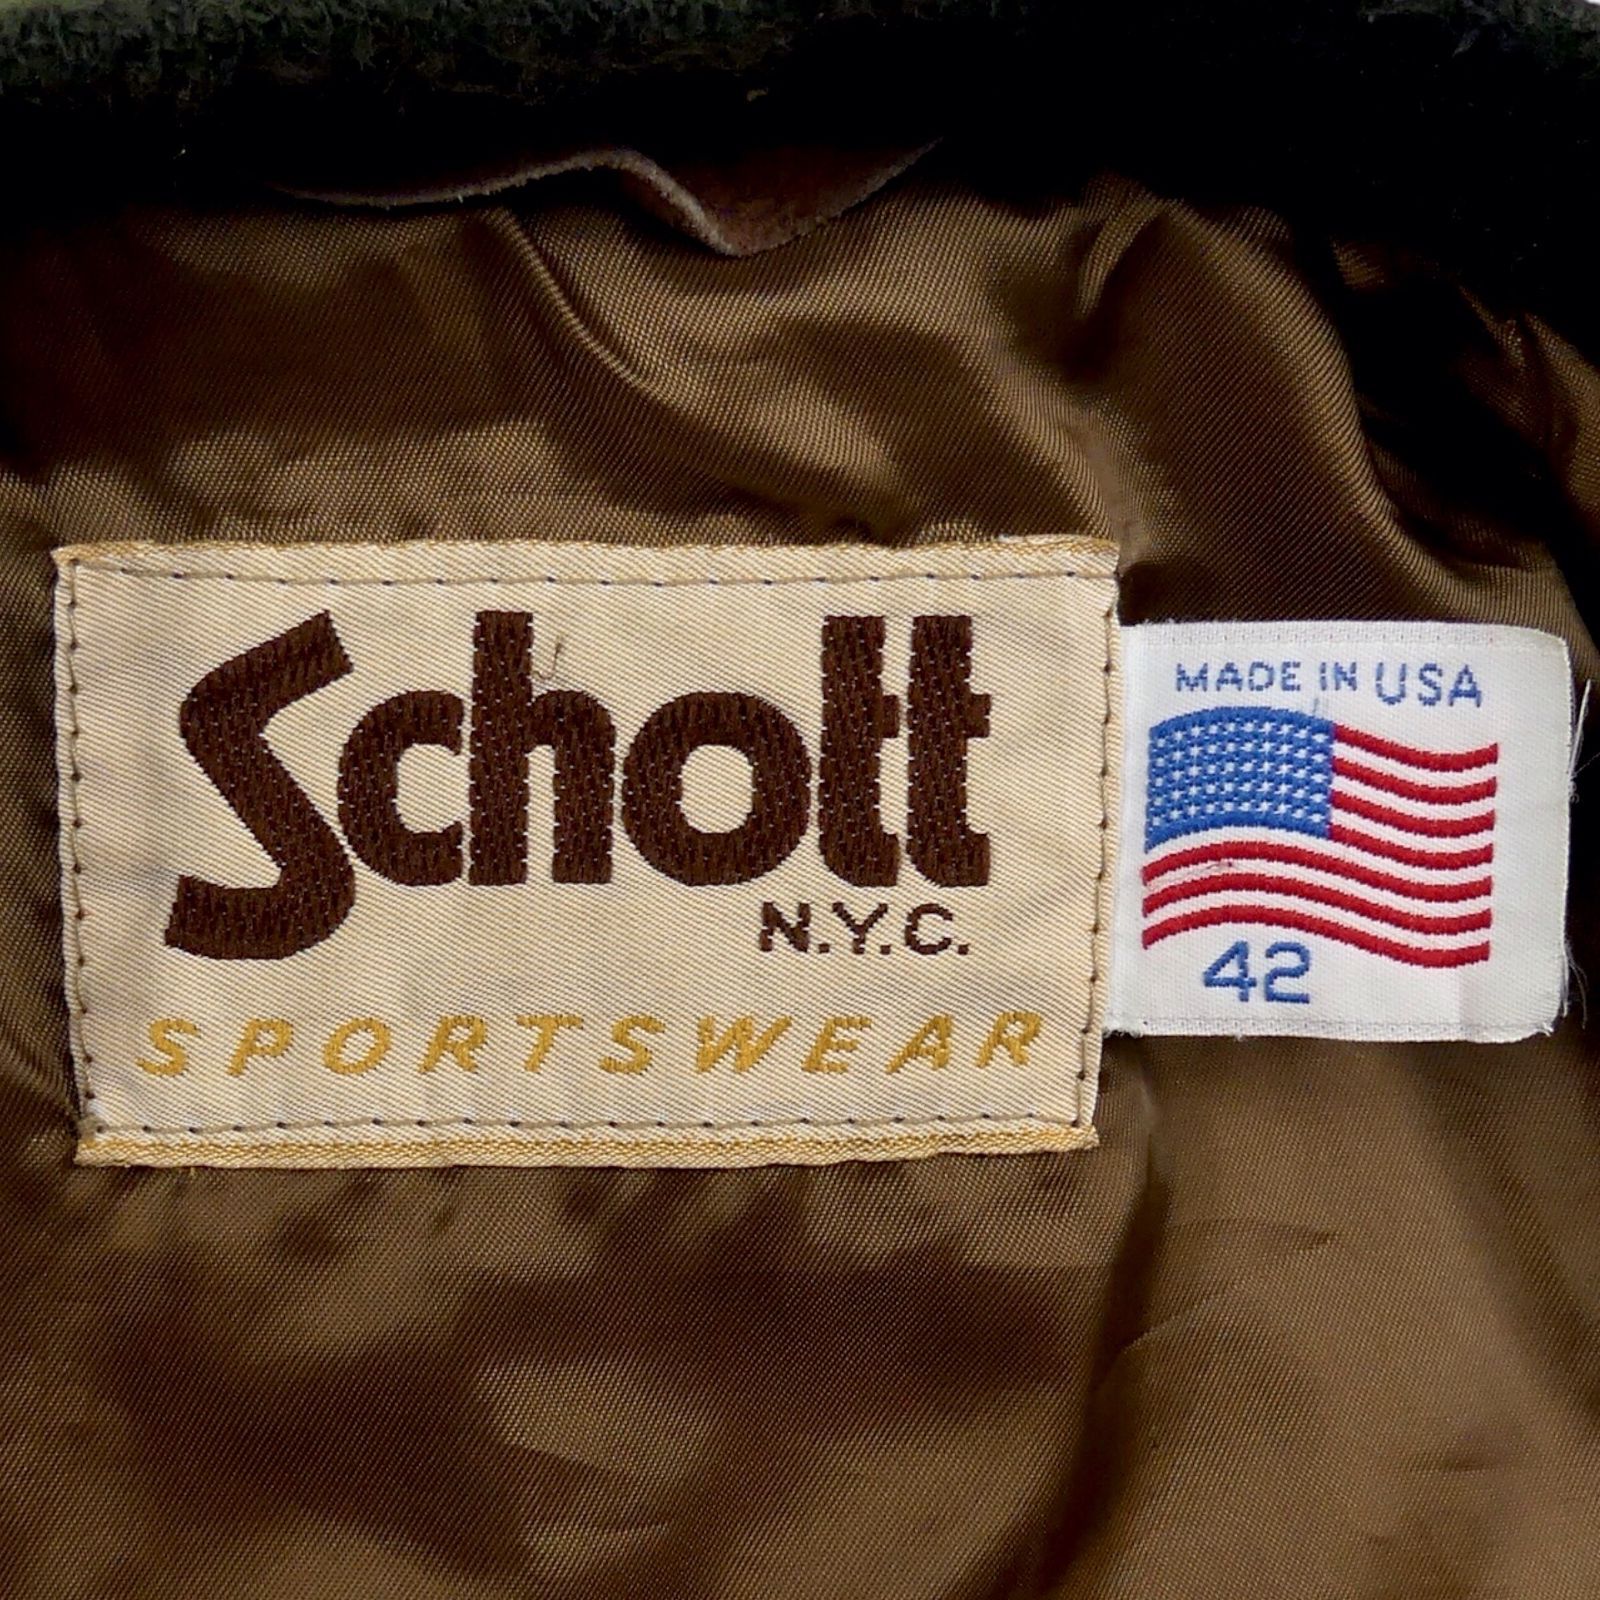 Schott
N.Y.C.
SPORTSWEAR
MADE IN USA
42